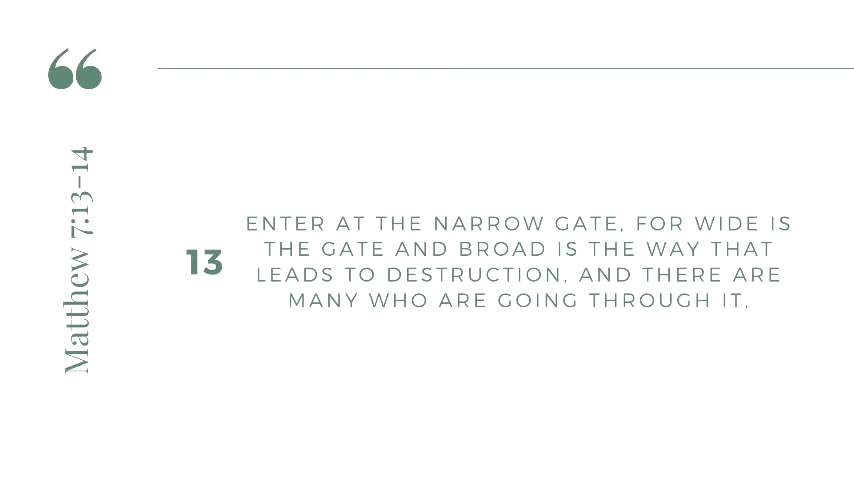 “
Matthew 7:13-14
13
ENTER AT THE NARROW GATE, FOR WIDE IS
THE GATE AND BROAD IS THE WAY THAT
LEADS TO DESTRUCTION, AND THERE ARE
MANY WHO ARE GOING THROUGH IT,